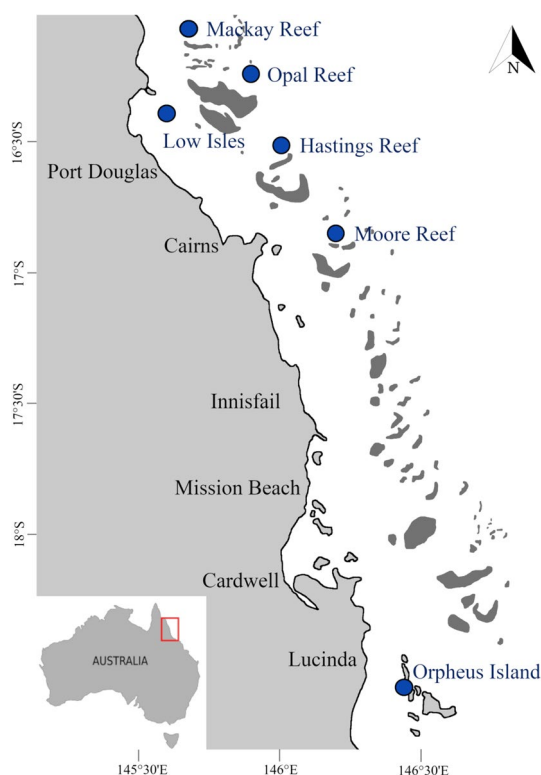 Mackay Reef
N
Opal Reef
Low Isles
16°30'S
Hastings Reef
Port Douglas
Moore Reef
Cairns
17°S
Innisfail
17°30'S
Mission Beach
18°S
Cardwell
AUSTRALIA
Lucinda
Orpheus Island
145°30'E
146°E
146°30'E